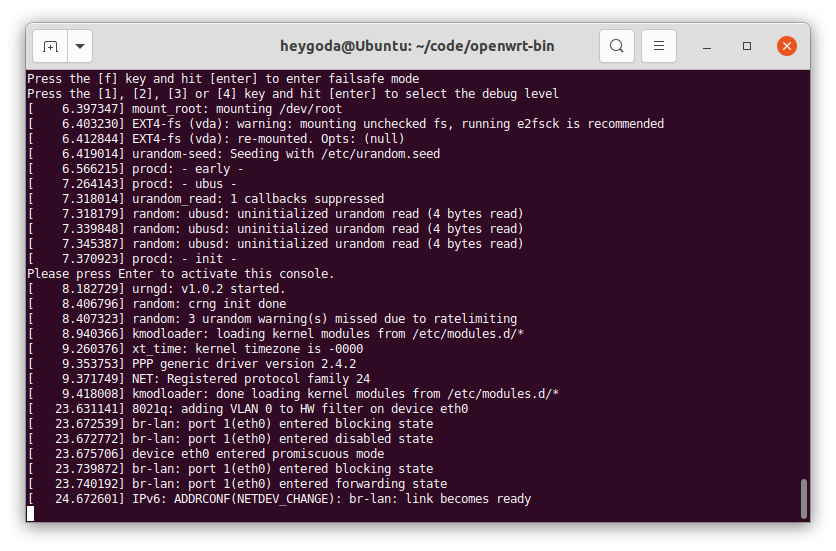 heygoda@Ubuntu: ~/code/openwrt-bin
Press the [f] key and hit [enter] to enter failsafe mode
Press the [1], [2], [3] or [4] key and hit [enter] to select the debug level
[    6.397347] mount_root: mounting /dev/root
[    6.403230] EXT4-fs (vda): warning: mounting unchecked fs, running e2fsck is recommended
[    6.412844] EXT4-fs (vda): re-mounted. Opts: (null)
[    6.419014] urandom-seed: Seeding with /etc/urandom.seed
[    6.566215] procd: - early -
[    7.264143] procd: - ubus -
[    7.318014] urandom_read: 1 callbacks suppressed
[    7.318179] random: ubusd: uninitialized urandom read (4 bytes read)
[    7.339848] random: ubusd: uninitialized urandom read (4 bytes read)
[    7.345387] random: ubusd: uninitialized urandom read (4 bytes read)
[    7.370923] procd: - init -
Please press Enter to activate this console.
[    8.182729] urngd: v1.0.2 started.
[    8.406796] random: crng init done
[    8.407323] random: 3 urandom warning(s) missed due to ratelimiting
[    8.940366] kmodloader: loading kernel modules from /etc/modules.d/*
[    9.260376] xt_time: kernel timezone is -0000
[    9.353753] PPP generic driver version 2.4.2
[    9.371749] NET: Registered protocol family 24
[    9.418008] kmodloader: done loading kernel modules from /etc/modules.d/*
[   23.631141] 8021q: adding VLAN 0 to HW filter on device eth0
[   23.672539] br-lan: port 1(eth0) entered blocking state
[   23.672772] br-lan: port 1(eth0) entered disabled state
[   23.675706] device eth0 entered promiscuous mode
[   23.739872] br-lan: port 1(eth0) entered blocking state
[   23.740192] br-lan: port 1(eth0) entered forwarding state
[   24.672601] IPv6: ADDRCONF(NETDEV_CHANGE): br-lan: link becomes ready